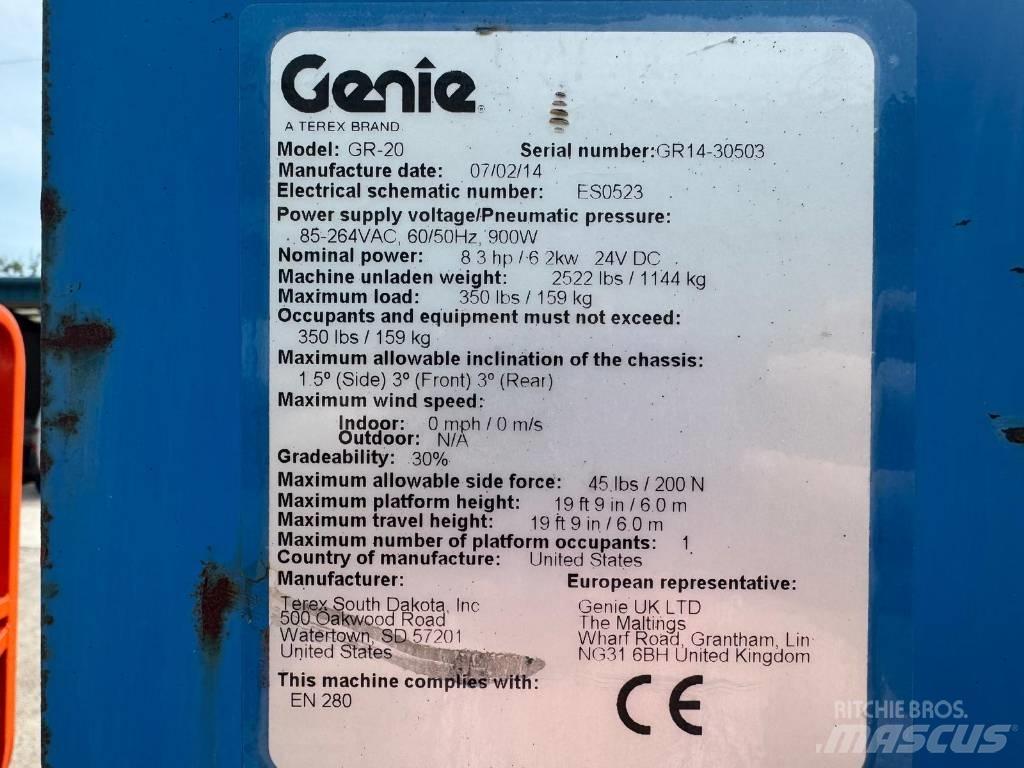 Genie
A TEREX BRAND
Model: GR-20 Serial number:GR14-30503
Manufacture date: 07/02/14
Electrical schematic number: ES0523
Power supply voltage/Pneumatic pressure:
85-264VAC, 60/50Hz, 900W
Nominal power: 8.3 hp / 6.2kw 24V DC
Machine unladen weight: 2522 lbs / 1144 kg
Maximum load: 350 lbs / 159 kg
Occupants and equipment must not exceed:
350 lbs / 159 kg
Maximum allowable inclination of the chassis:
1.5º (Side) 3º (Front) 3º (Rear)
Maximum wind speed:
Indoor: 0 mph / 0 m/s
Outdoor: N/A
Gradeability: 30%
Maximum allowable side force: 45 lbs / 200 N
Maximum platform height: 19 ft 9 in / 6.0 m
Maximum travel height: 19 ft 9 in / 6.0 m
Maximum number of platform occupants: 1
Country of manufacture: United States
Manufacturer: European representative:
Terex South Dakota, Inc Genie UK LTD
500 Oakwood Road The Maltings
Watertown, SD 57201 Wharf Road, Grantham, Lin
United States NG31 6BH United Kingdom
This machine complies with:
EN 280 CE
RITCHIE BROS.
MASCUS